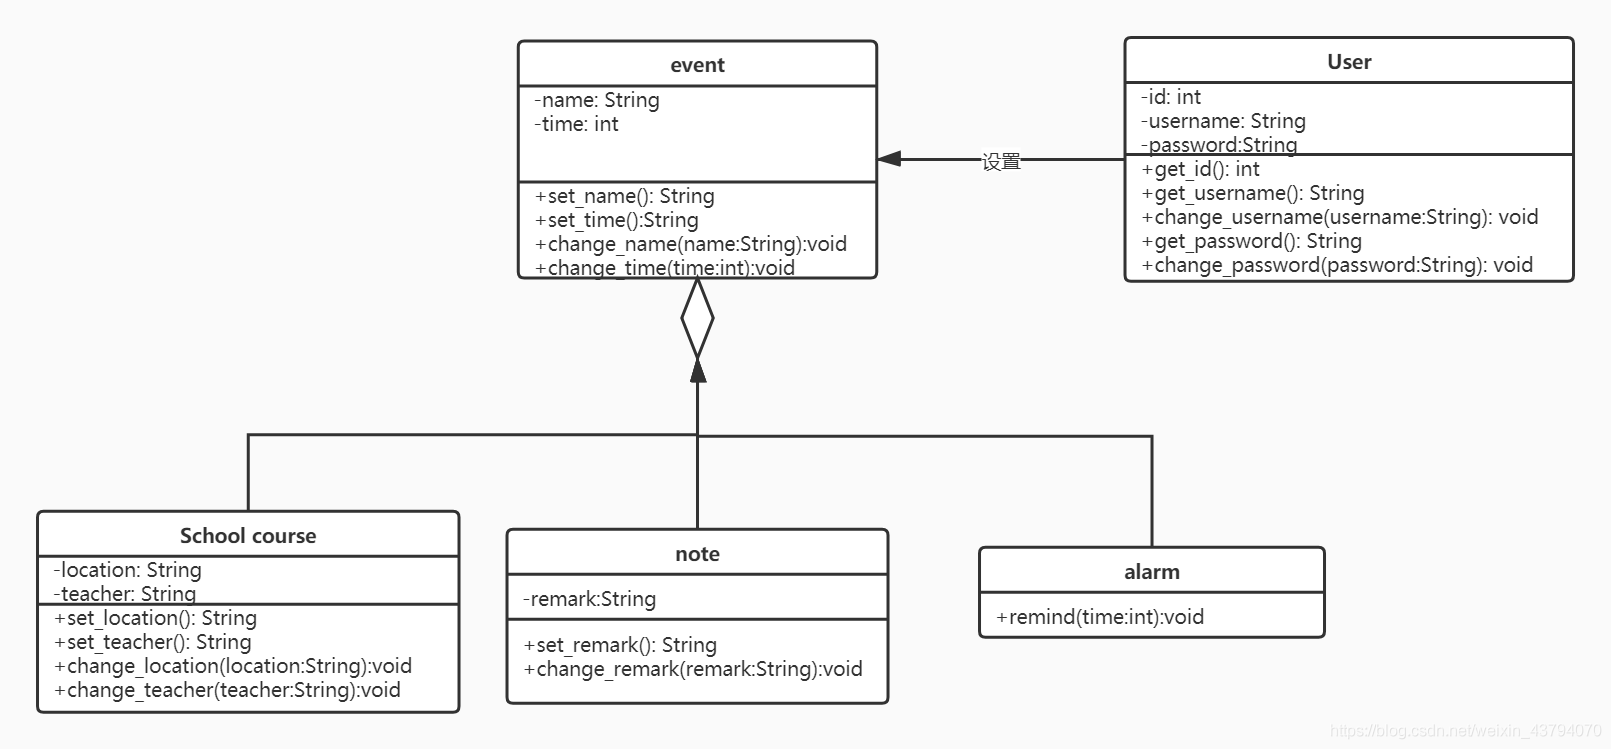 event
-name: String
-time: int
+set_name(): String
+set_time():String
+change_name(name:String):void
+change_time(time:int):void
设置
User
-id: int
-username: String
-password:String
+get_id(): int
+get_username(): String
+change_username(username:String): void
+get_password(): String
+change_password(password:String): void
School course
-location: String
-teacher: String
+set_location(): String
+set_teacher(): String
+change_location(location:String):void
+change_teacher(teacher:String):void
note
-remark:String
+set_remark(): String
+change_remark(remark:String):void
alarm
+remind(time:int):void
https://blog.csdn.net/weixin_43794070